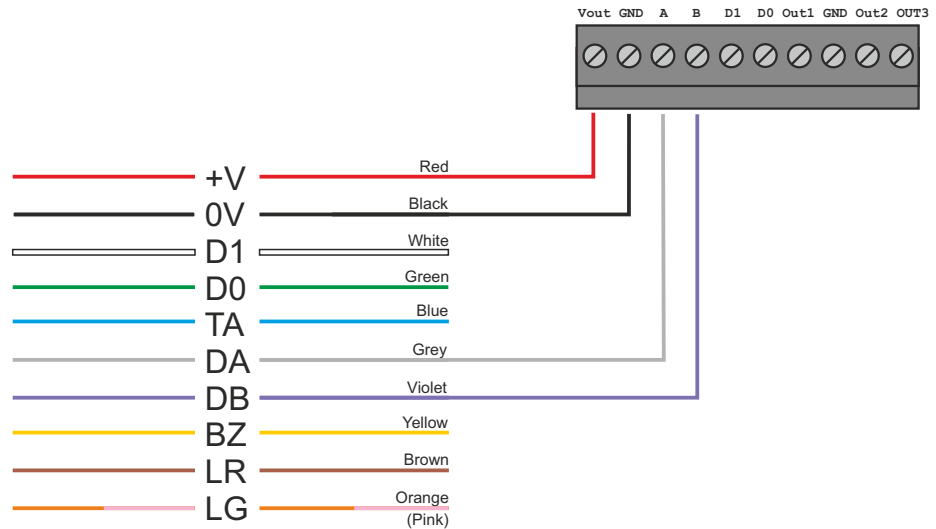 Vout GND A B D1 D0 Out1 GND Out2 OUT3
+V Red
0V Black
D1 White
D0 Green
TA Blue
DA Grey
DB Violet
BZ Yellow
LR Brown
LG Orange
(Pink)